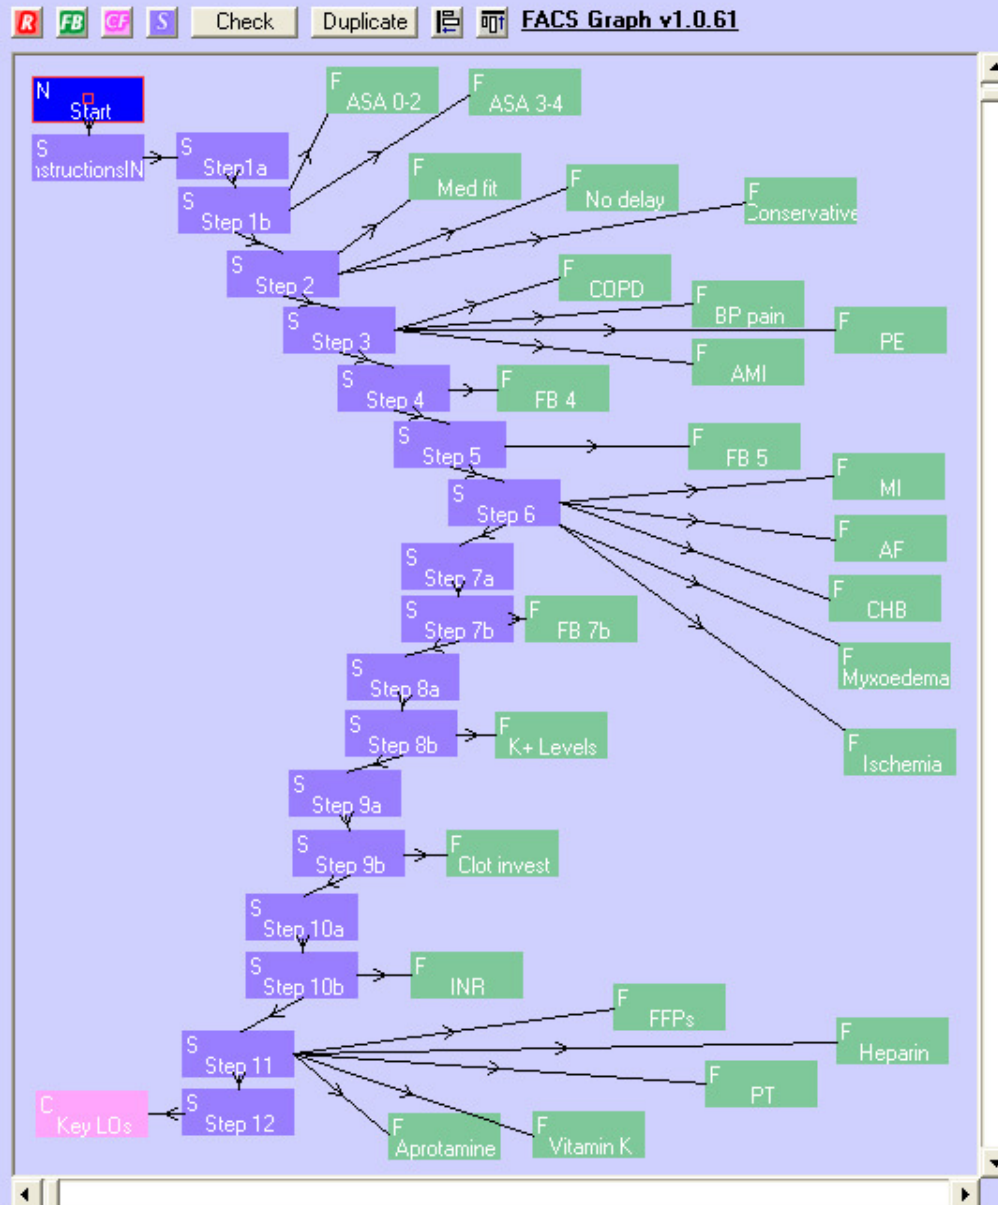 R FB CF S Check Duplicate FACS Graph v1.0.61
N
Start
F
ASA 0-2
F
ASA 3-4
S
nstructionsIN
S
Step1a
S
Step 1b
F
Med fit
F
No delay
F
Conservative
S
Step 2
F
COPD
F
BP pain
F
PE
S
Step 3
F
AMI
S
Step 4
F
FB 4
S
Step 5
F
FB 5
F
MI
S
Step 6
F
AF
S
Step 7a
F
CHB
S
Step 7b
F
FB 7b
F
Myxoedema
S
Step 8a
S
Step 8b
F
K+ Levels
F
Ischemia
S
Step 9a
S
Step 9b
F
Clot invest
S
Step 10a
S
Step 10b
F
INR
F
FFPs
F
Heparin
S
Step 11
F
PT
C
Key LOs
S
Step 12
F
Aprotamine
F
Vitamin K